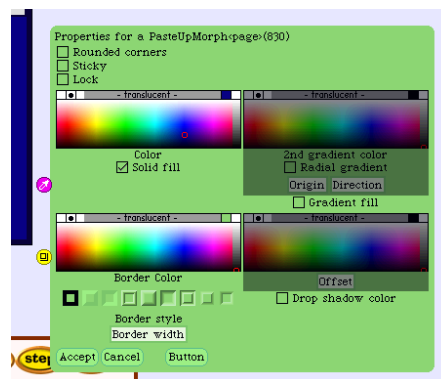 Properties for a PasteUpMorph<page>(830)
Rounded corners
Sticky
Lock
- translucent -
- translucent -
Color
2nd gradient color
Solid fill
Radial gradient
Origin Direction
Gradient fill
- translucent -
- translucent -
Border Color
Offset
Drop shadow color
Border style
Border width
step
Accept Cancel Button